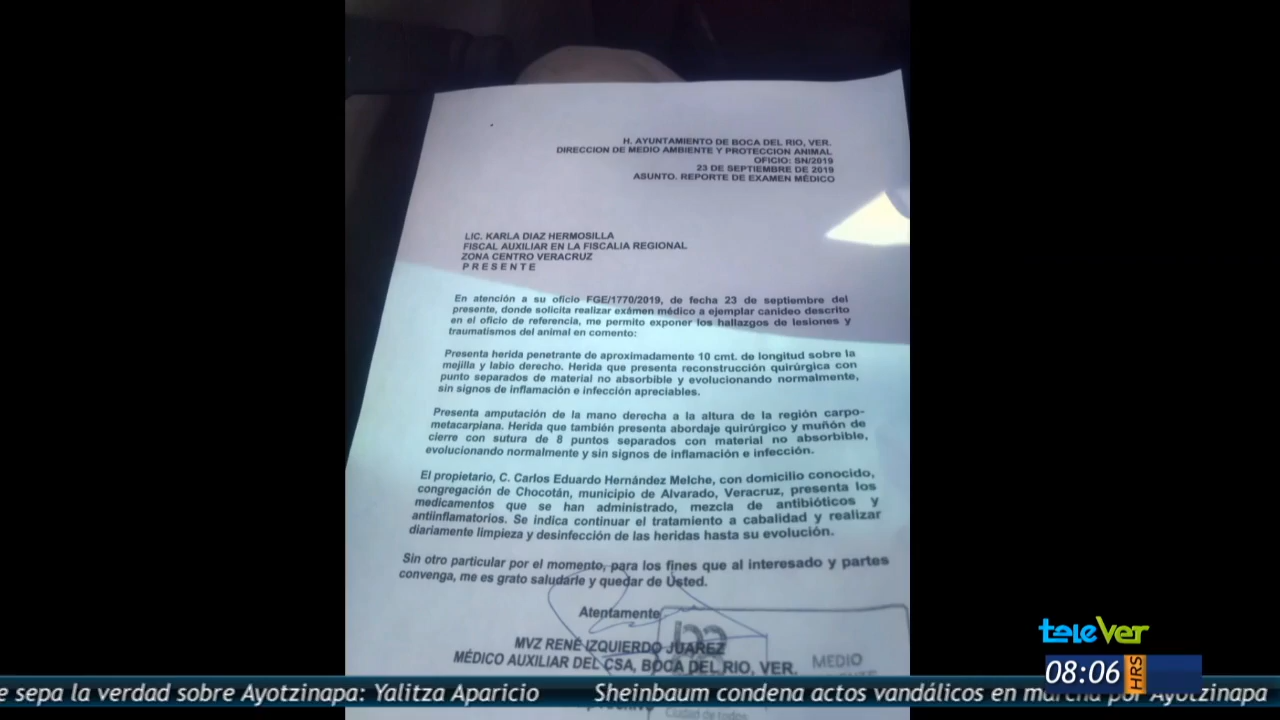 H. AYUNTAMIENTO DE BOCA DEL RIO, VER.
DIRECCION DE MEDIO AMBIENTE Y PROTECCION ANIMAL
OFICIO: SN/2019
23 DE SEPTIEMBRE DE 2019
ASUNTO. REPORTE DE EXAMEN MÉDICO
LIC. KARLA DIAZ HERMOSILLA
FISCAL AUXILIAR EN LA FISCALIA REGIONAL
ZONA CENTRO VERACRUZ
P R E S E N T E
En atención a su oficio FGE/1770/2019, de fecha 23 de septiembre del
presente, donde solicita realizar exámen médico a ejemplar canideo descrito
en el oficio de referencia, me permito exponer los hallazgos de lesiones y
traumatismos del animal en comento:
Presenta herida penetrante de aproximadamente 10 cmt. de longitud sobre la
mejilla y labio derecho. Herida que presenta reconstrucción quirúrgica con
punto separados de material no absorbible y evolucionando normalmente,
sin signos de inflamación e infección apreciables.
Presenta amputación de la mano derecha a la altura de la región carpo-
metacarpiana. Herida que también presenta abordaje quirúrgico y muñón de
cierre con sutura de 8 puntos separados con material no absorbible,
evolucionando normalmente y sin signos de inflamación e infección.
El propietario, C. Carlos Eduardo Hernández Melche, con domicilio conocido,
congregación de Chocotán, municipio de Alvarado, Veracruz, presenta los
medicamentos que se han administrado, mezcla de antibióticos y
antiinflamatorios. Se indica continuar el tratamiento a cabalidad y realizar
diariamente limpieza y desinfección de las heridas hasta su evolución.
Sin otro particular por el momento, para los fines que al interesado y partes
convenga, me es grato saludarle y quedar de Ústed.
Atentamente
MVZ RENÉ IZQUIERDO JUAREZ
MÉDICO AUXILIAR DEL CSA, BOCA DEL RIO, VER.
MEDIO
Ciudad de todos
teleVer
08:06 HRS
e sepa la verdad sobre Ayotzinapa: Yalitza Aparicio Sheinbaum condena actos vandálicos en marcha por Ayotzinapa